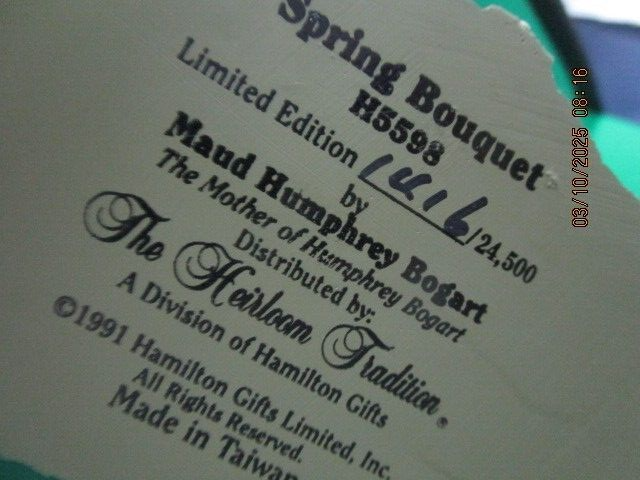 Spring Bouquet
H5598
Limited Edition 1416/24,500
by
Maud Humphrey Bogart
The Mother of Humphrey Bogart
Distributed by:
The Heirloom Tradition®
A Division of Hamilton Gifts
©1991 Hamilton Gifts Limited, Inc.
All Rights Reserved.
Made in Taiwan
03/10/2025 08:16